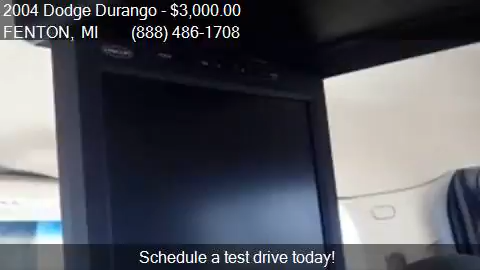 2004 Dodge Durango - $3,000.00
FENTON, MI (888) 486-1708
Schedule a test drive today!